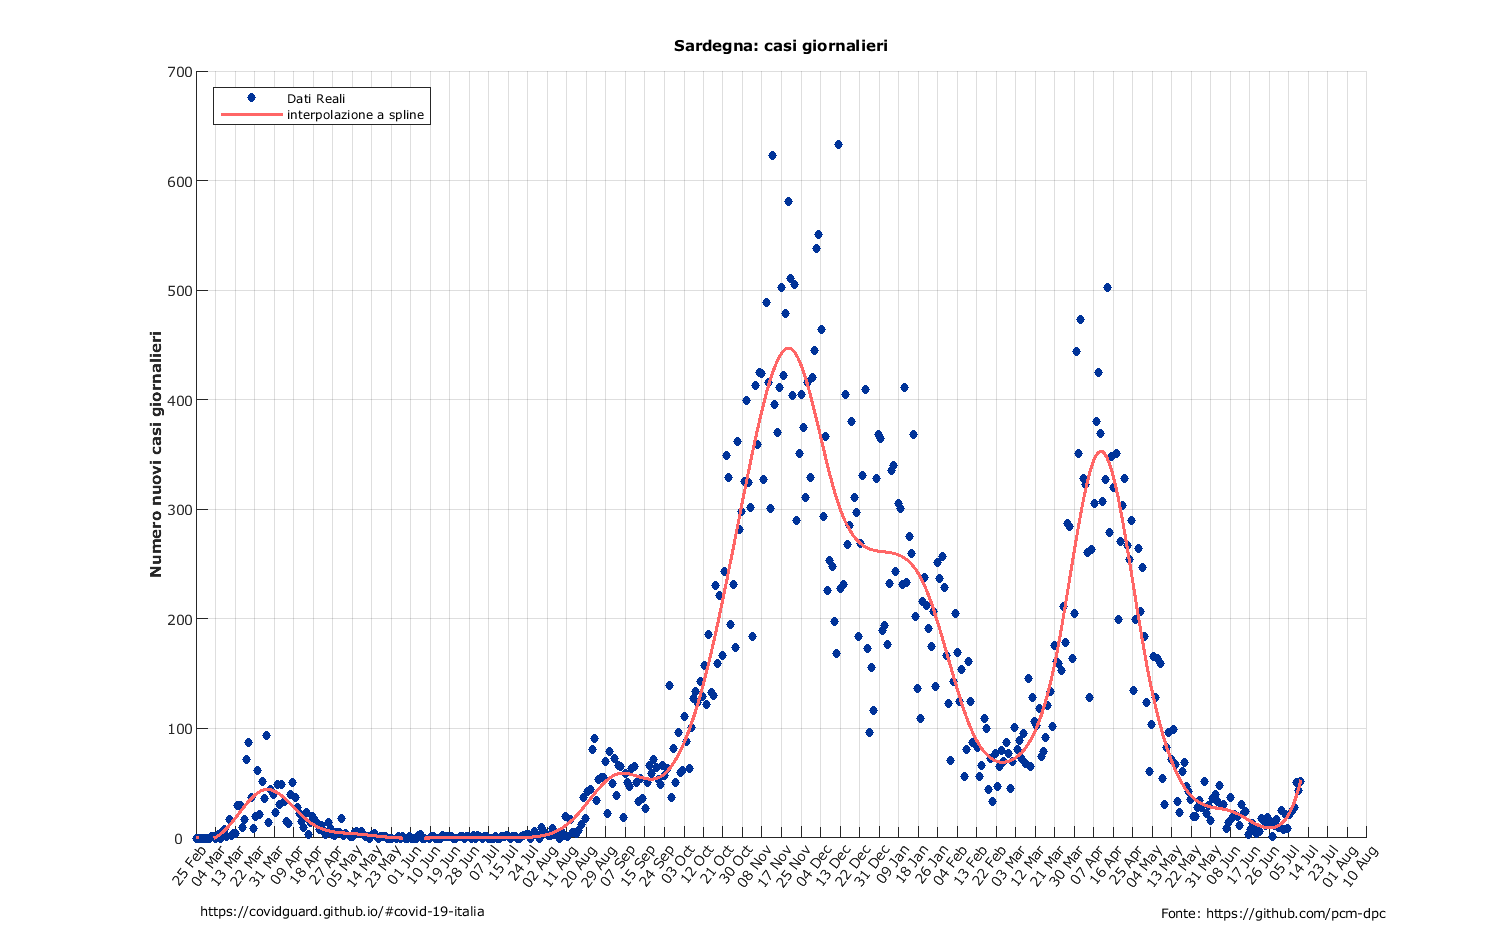 Sardegna: casi giornalieri
700
600
500
400
300
200
100
0
Numero nuovi casi giornalieri
Dati Reali
interpolazione a spline
25 Feb
04 Mar
13 Mar
22 Mar
31 Mar
09 Apr
18 Apr
27 Apr
05 May
14 May
23 May
01 Jun
10 Jun
19 Jun
28 Jun
07 Jul
15 Jul
24 Jul
02 Aug
11 Aug
20 Aug
29 Aug
07 Sep
15 Sep
24 Sep
03 Oct
12 Oct
21 Oct
30 Oct
08 Nov
17 Nov
25 Nov
04 Dec
13 Dec
22 Dec
31 Dec
09 Jan
18 Jan
26 Jan
04 Feb
13 Feb
22 Feb
03 Mar
12 Mar
21 Mar
30 Mar
07 Apr
16 Apr
25 Apr
04 May
13 May
22 May
31 May
08 Jun
17 Jun
26 Jun
05 Jul
14 Jul
23 Jul
01 Aug
10 Aug
https://covidguard.github.io/#covid-19-italia
Fonte: https://github.com/pcm-dpc